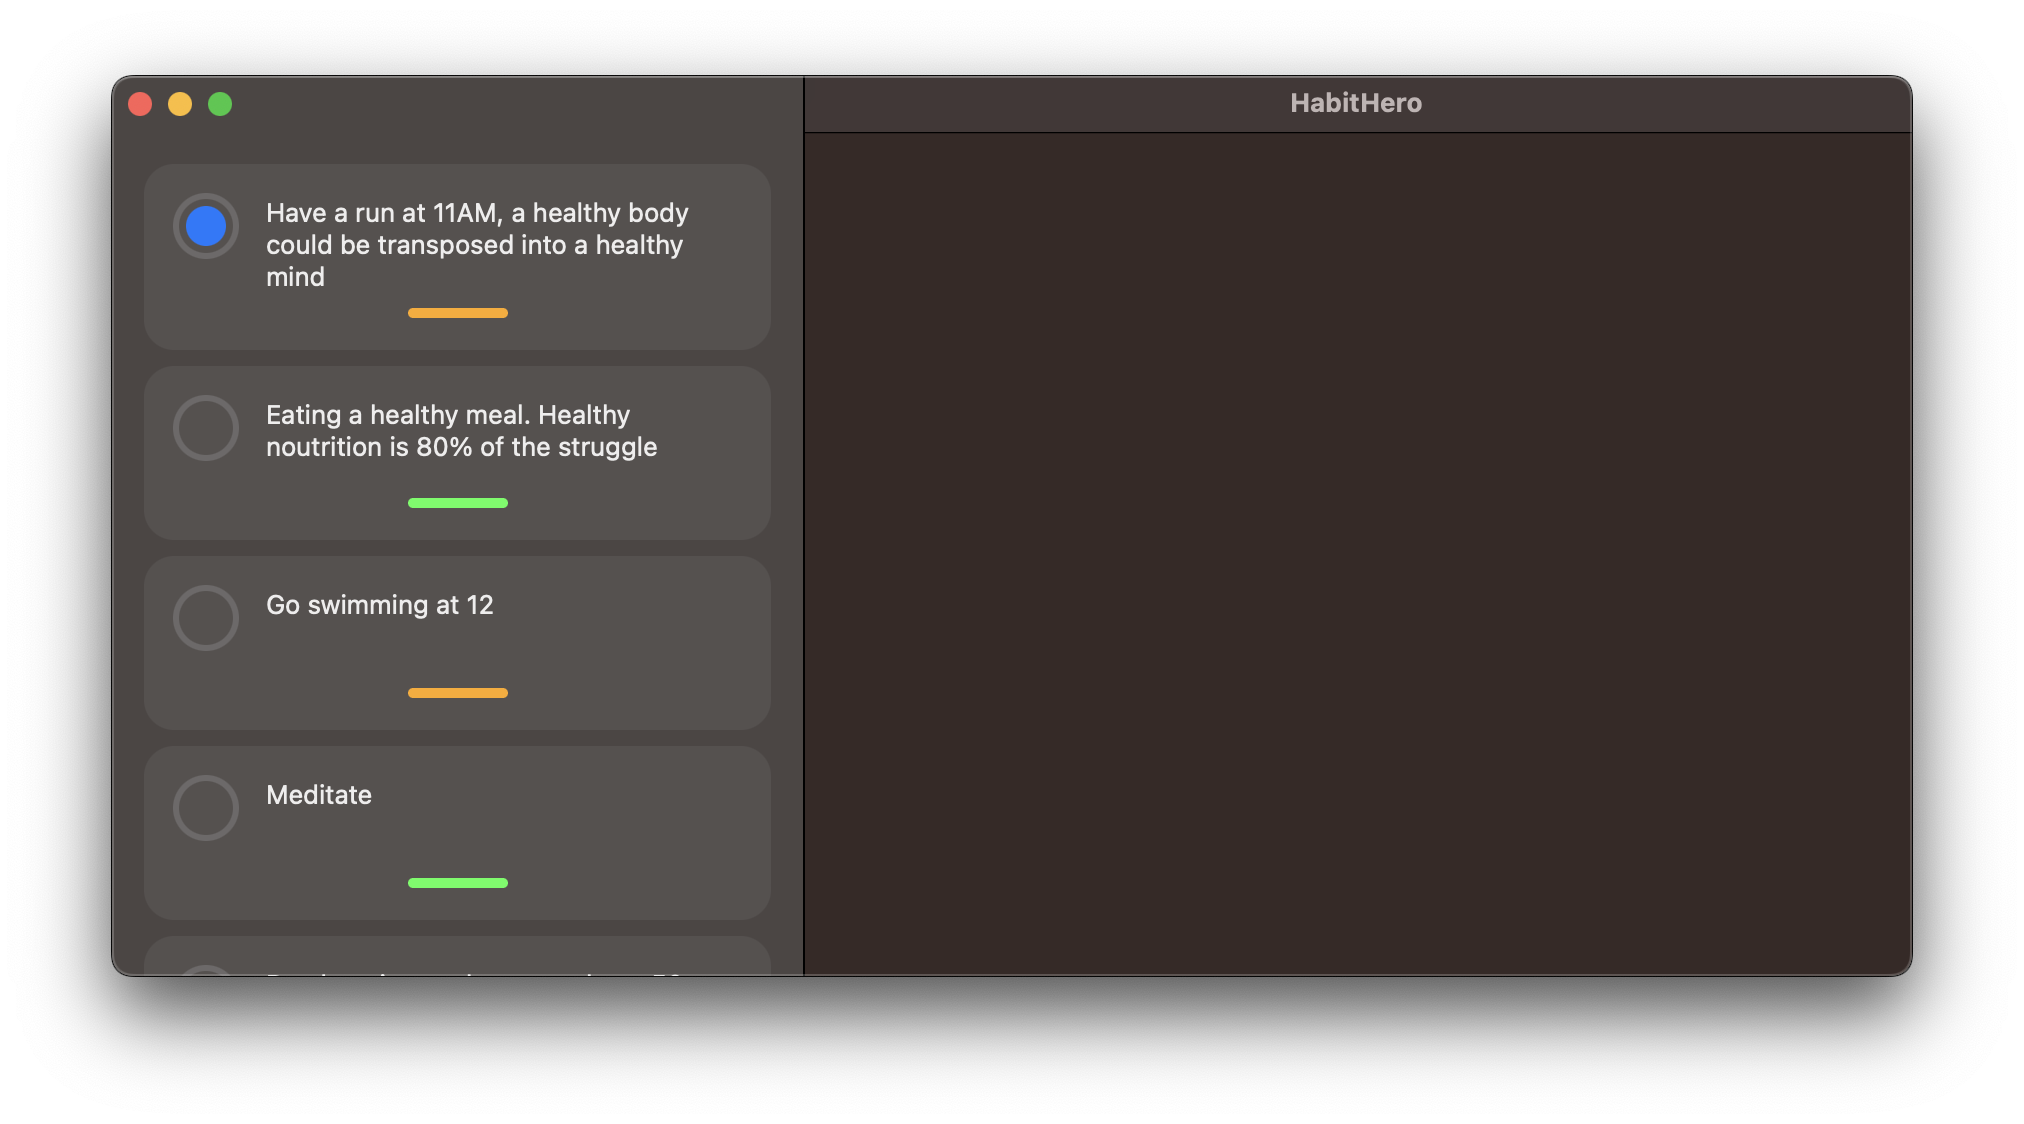 HabitHero
Have a run at 11AM, a healthy body
could be transposed into a healthy
mind
Eating a healthy meal. Healthy
noutrition is 80% of the struggle
Go swimming at 12
Meditate